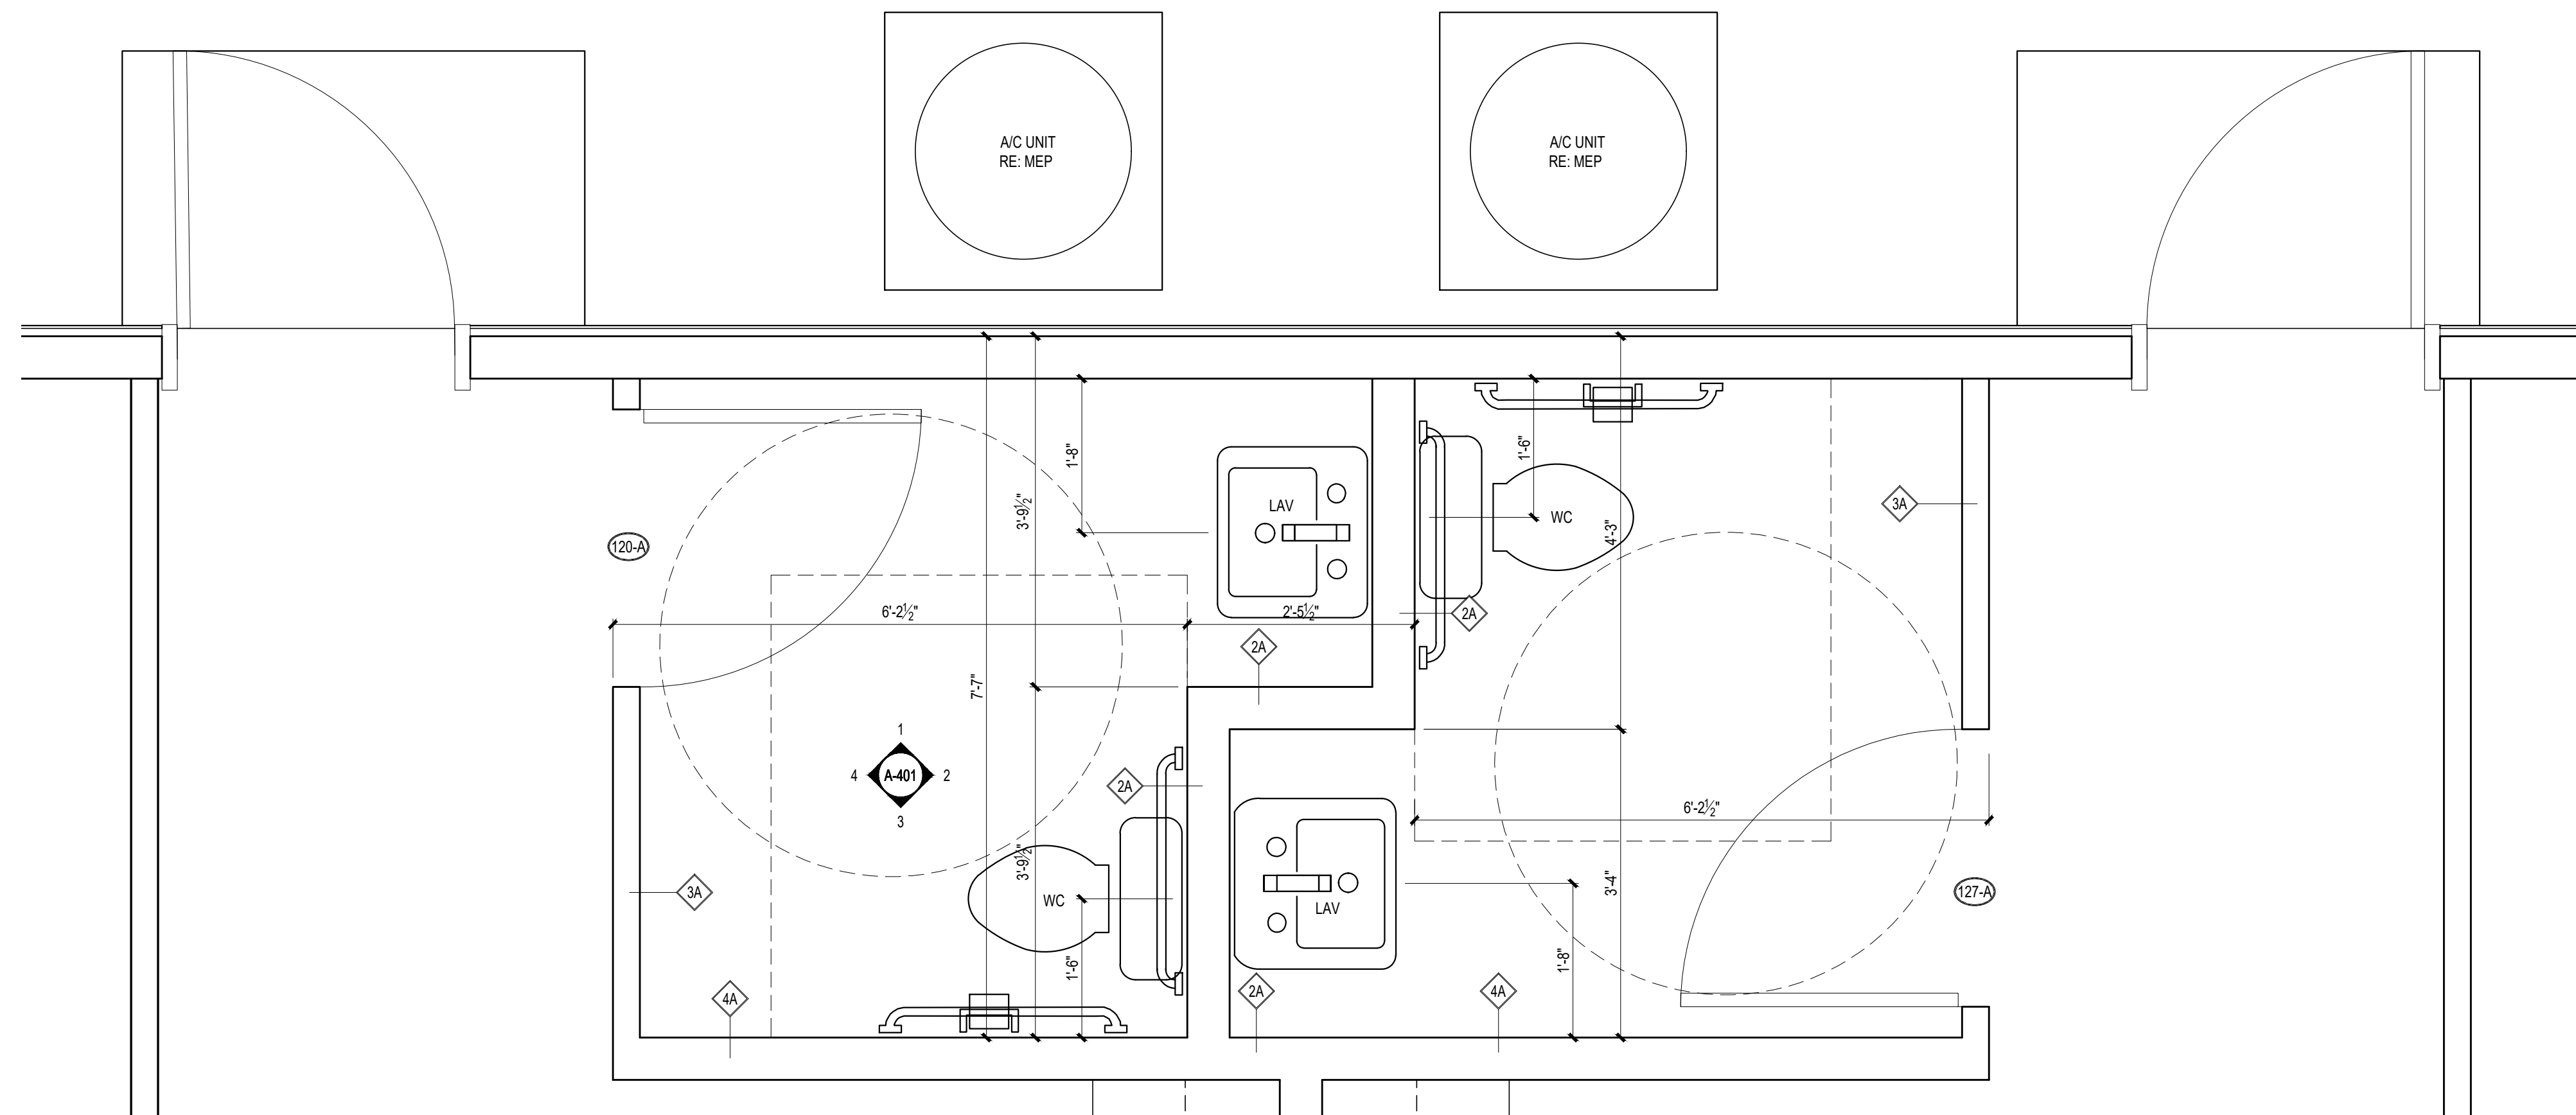 A/C UNIT
RE: MEP
A/C UNIT
RE: MEP
1'-8"
3'-9½"
LAV
1'-6"
WC
4'-3"
3A
120-A
6'-2½"
2'-5½"
2A
2A
7'-7"
1
4
A-401
2
3
2A
6'-2½"
3'-9½"
3A
WC
3'-4"
127-A
LAV
1'-6"
1'-8"
4A
2A
4A